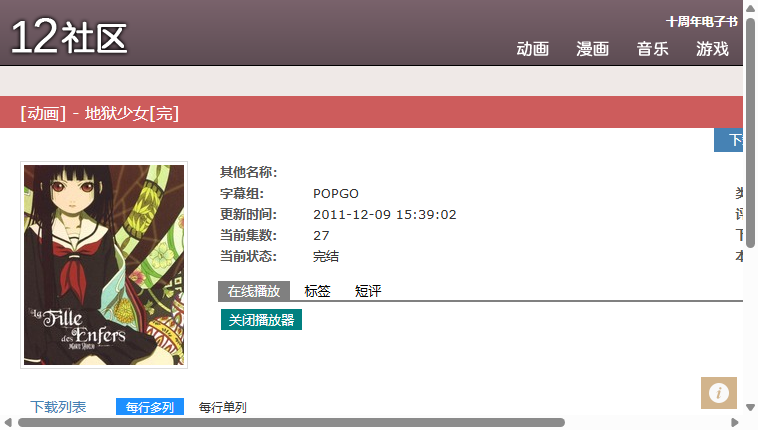 十周年电子书
12社区
动画 漫画 音乐 游戏
[动画] - 地狱少女[完]
下
其他名称:
字幕组: POPGO
更新时间: 2011-12-09 15:39:02
当前集数: 27
当前状态: 完结
在线播放 标签 短评
关闭播放器
La Fille des Enfers
下载列表 每行多列 每行单列